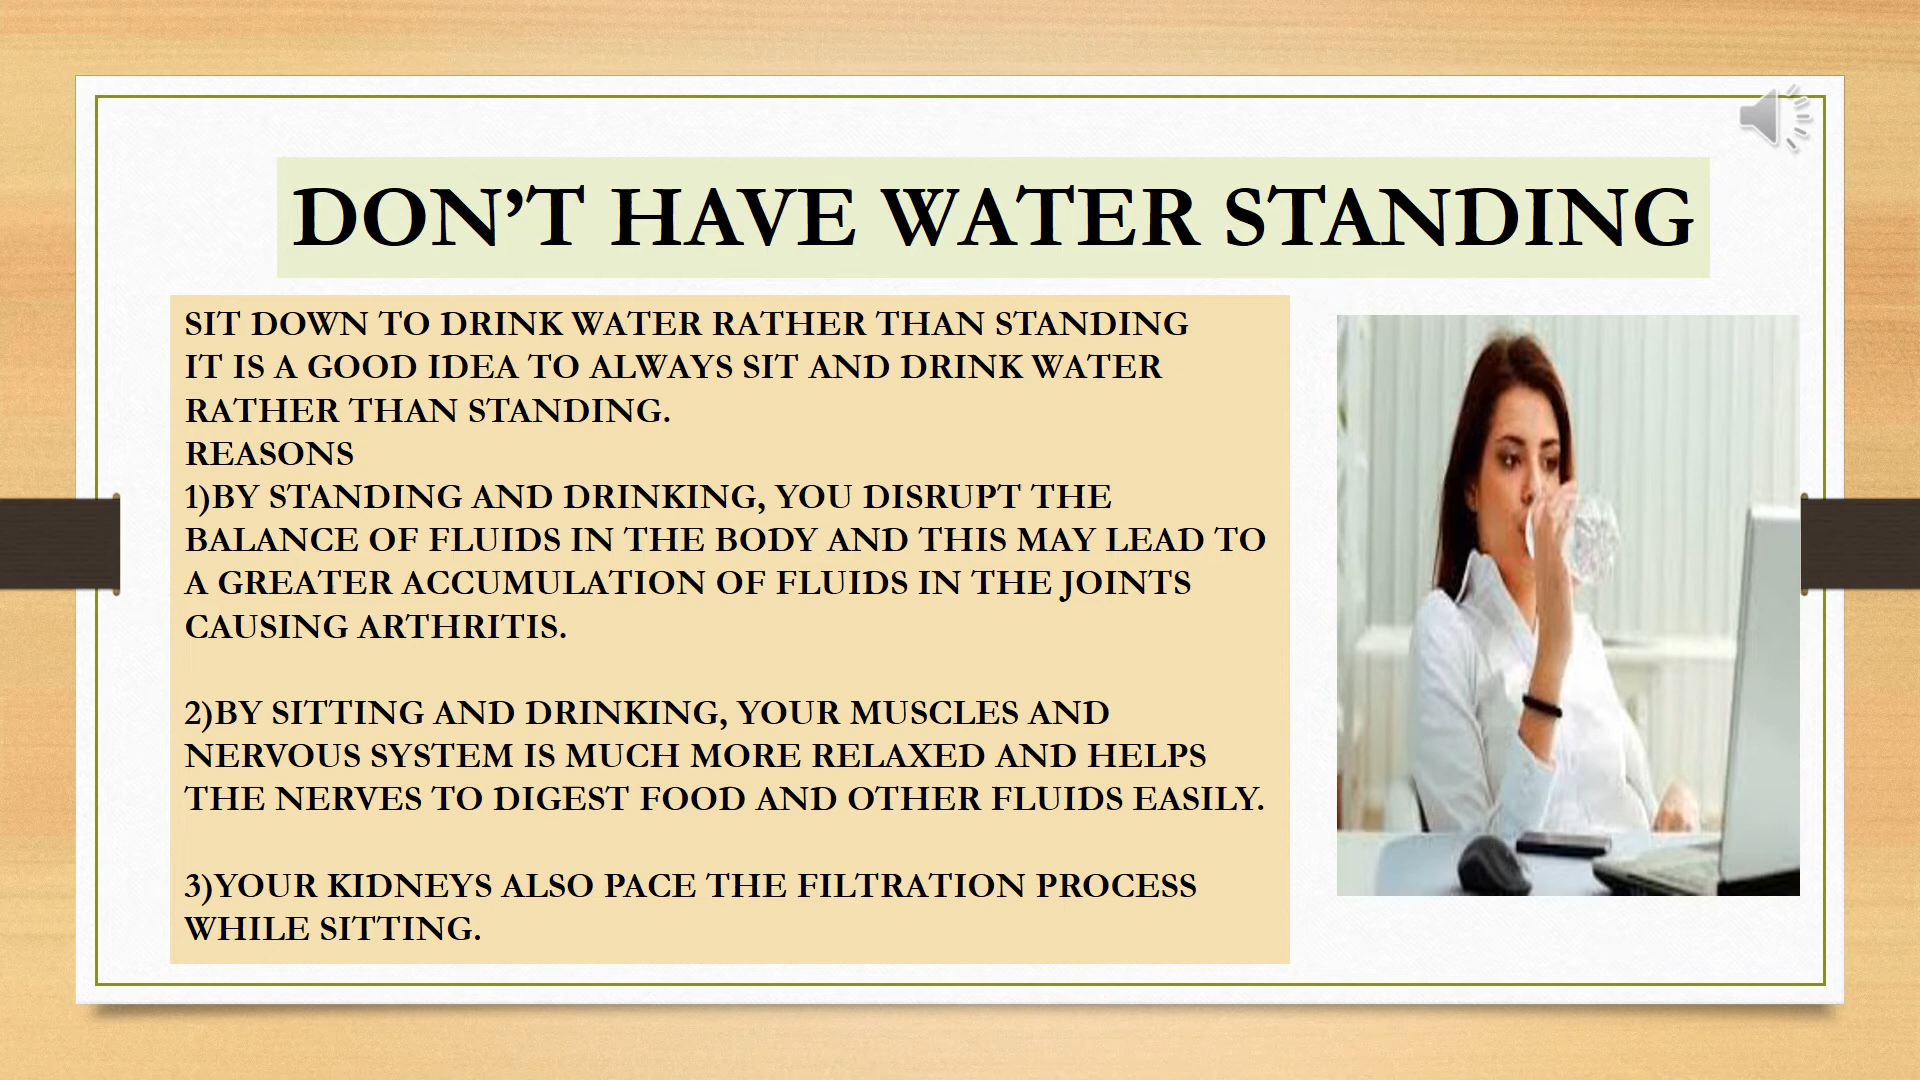 DON’T HAVE WATER STANDING
SIT DOWN TO DRINK WATER RATHER THAN STANDING
IT IS A GOOD IDEA TO ALWAYS SIT AND DRINK WATER
RATHER THAN STANDING.
REASONS
1)BY STANDING AND DRINKING, YOU DISRUPT THE
BALANCE OF FLUIDS IN THE BODY AND THIS MAY LEAD TO
A GREATER ACCUMULATION OF FLUIDS IN THE JOINTS
CAUSING ARTHRITIS.
2)BY SITTING AND DRINKING, YOUR MUSCLES AND
NERVOUS SYSTEM IS MUCH MORE RELAXED AND HELPS
THE NERVES TO DIGEST FOOD AND OTHER FLUIDS EASILY.
3)YOUR KIDNEYS ALSO PACE THE FILTRATION PROCESS
WHILE SITTING.